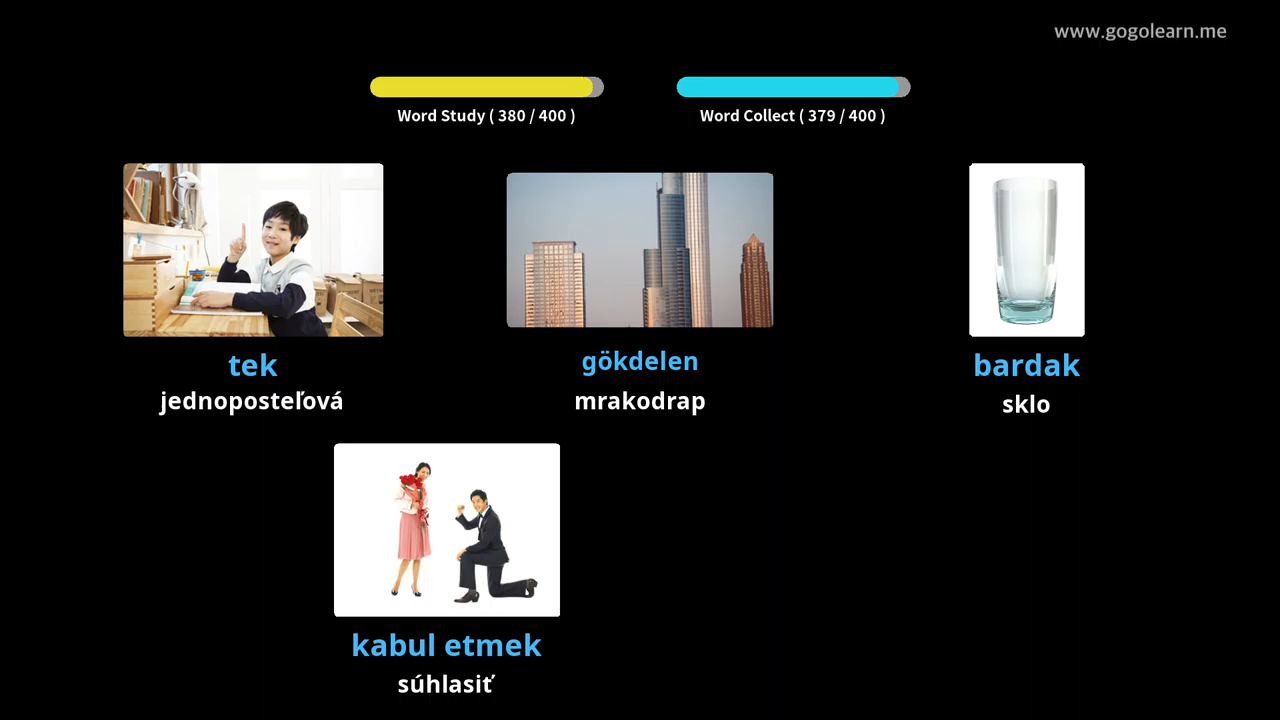 www.gogolearn.me
Word Study ( 380 / 400 )
Word Collect ( 379 / 400 )
tek
jednoposteľová
gökdelen
mrakodrap
bardak
sklo
kabul etmek
súhlasiť